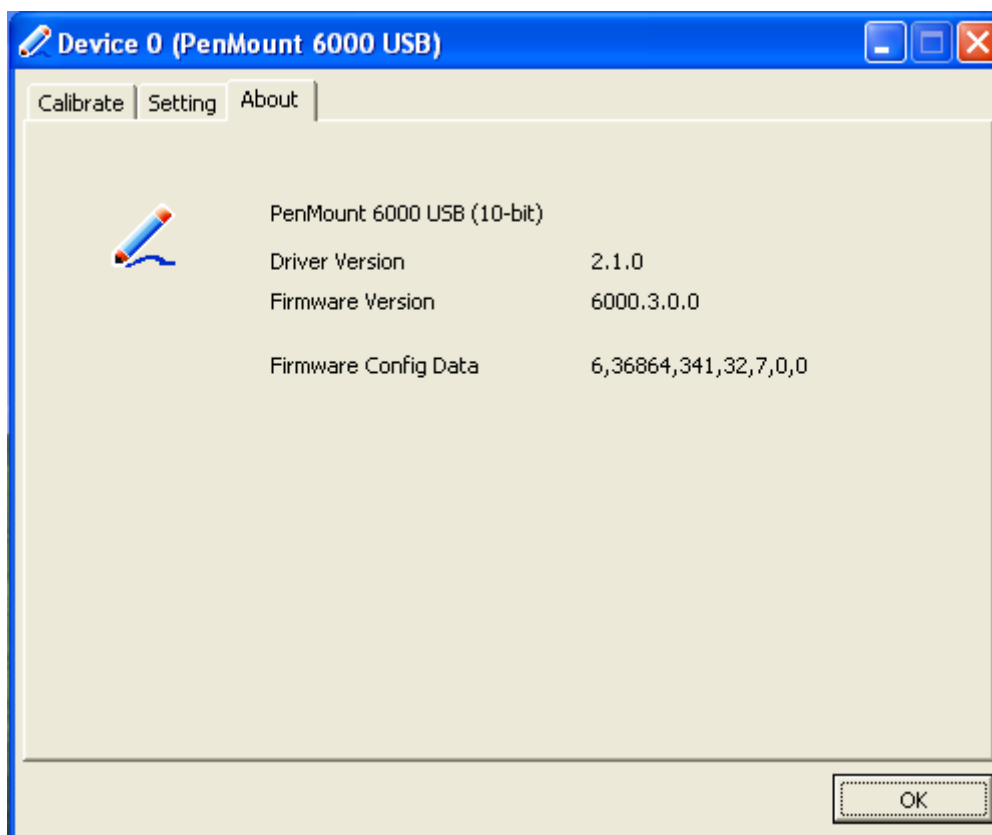 Device 0 (PenMount 6000 USB)
Calibrate Setting About
PenMount 6000 USB (10-bit)
Driver Version 2.1.0
Firmware Version 6000.3.0.0
Firmware Config Data 6,36864,341,32,7,0,0
OK